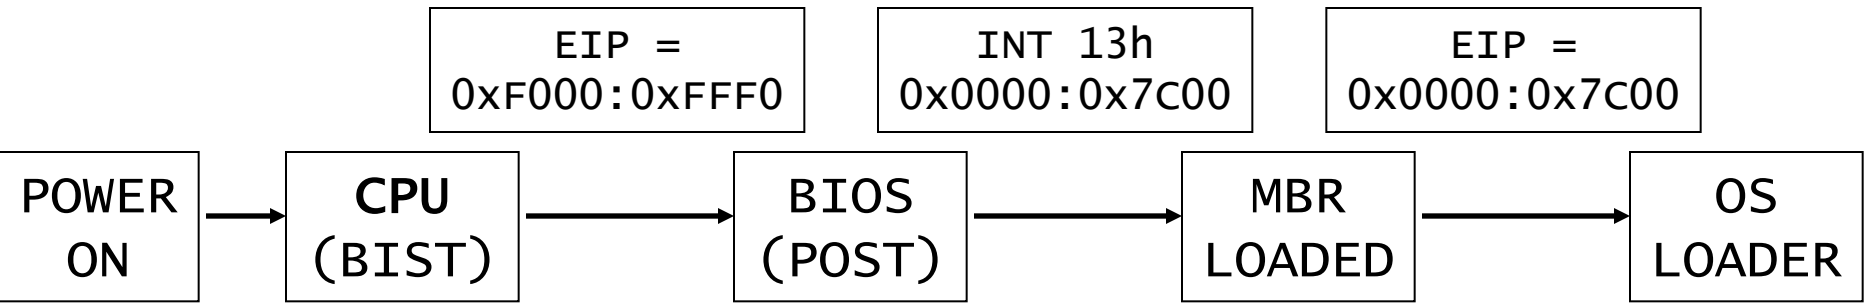 EIP =
0xF000:0xFFF0
INT 13h
0x0000:0x7C00
EIP =
0x0000:0x7C00
POWER
ON
CPU
(BIST)
BIOS
(POST)
MBR
LOADED
OS
LOADER